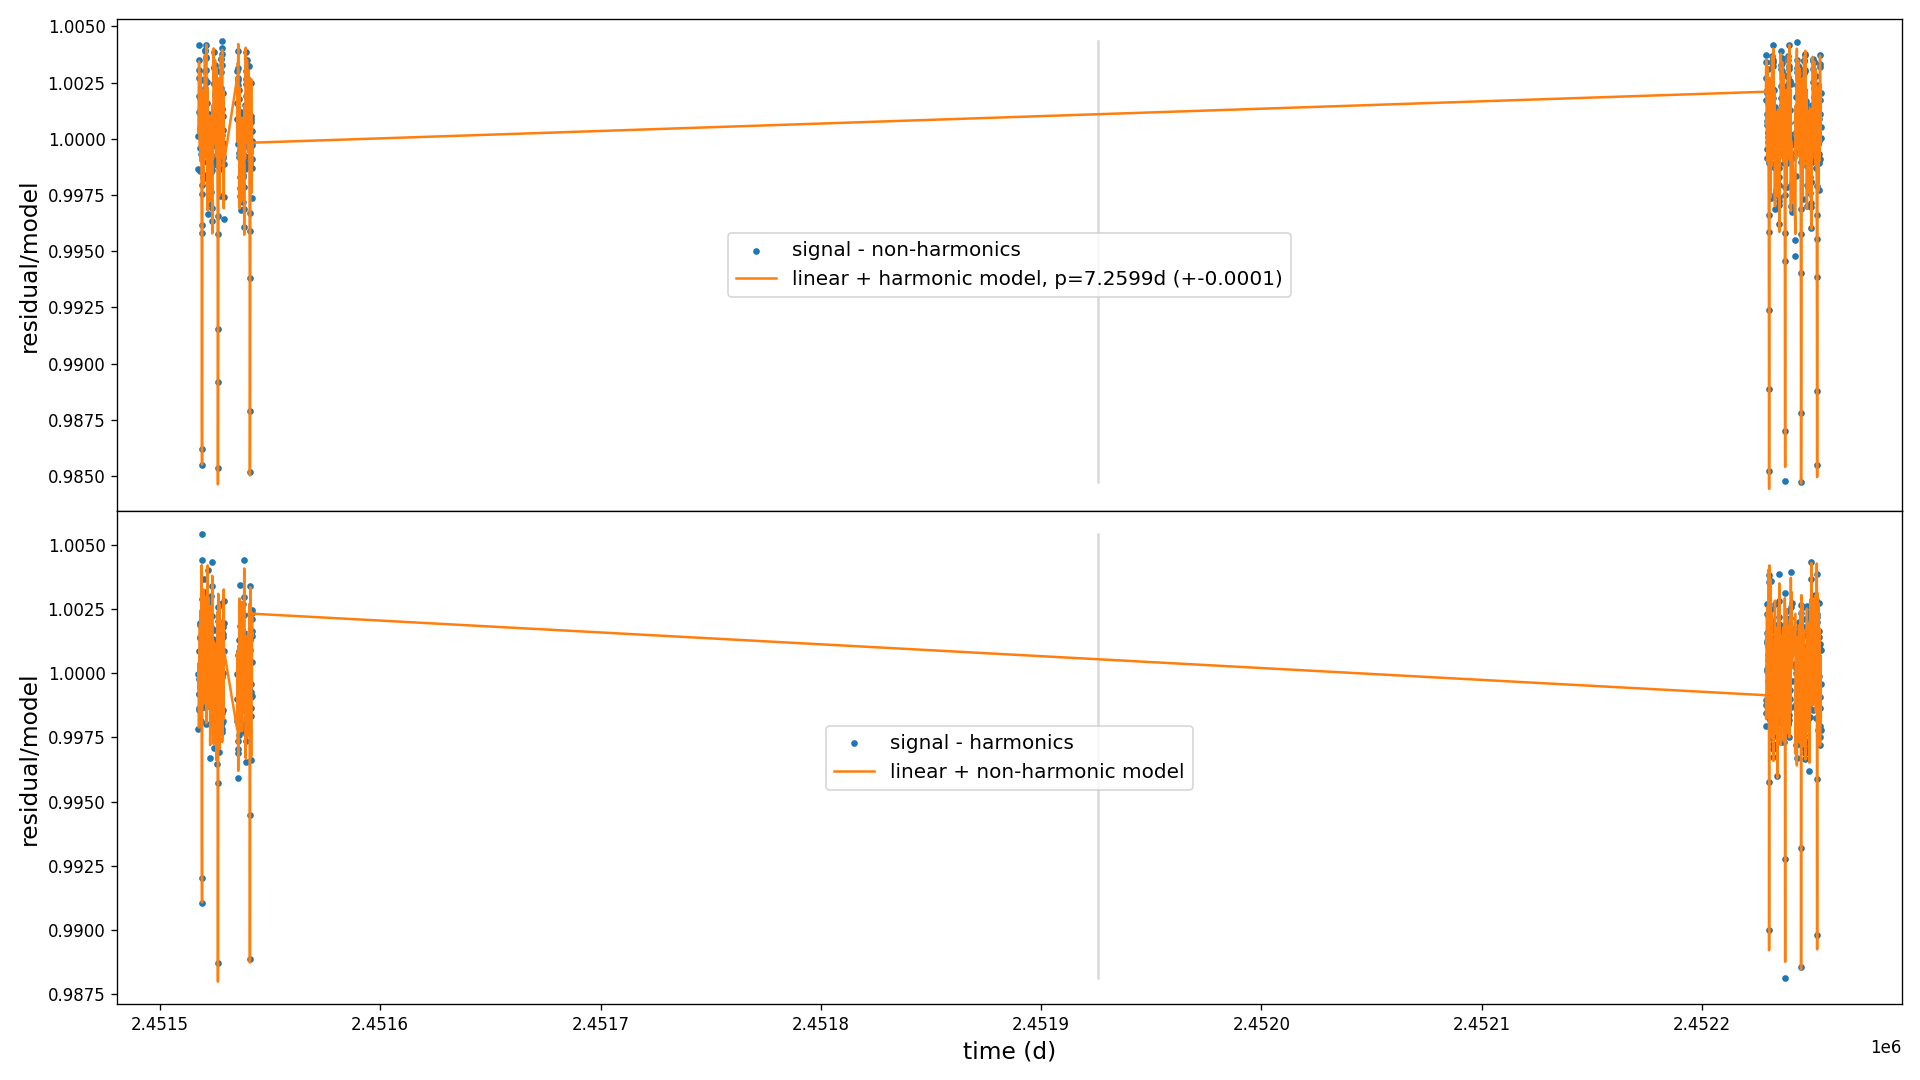 1.0050
1.0025
1.0000
0.9975
0.9950
0.9925
0.9900
0.9875
0.9850
residual/model
signal - non-harmonics
linear + harmonic model, p=7.2599d (+-0.0001)
1.0050
1.0025
1.0000
0.9975
0.9950
0.9925
0.9900
0.9875
residual/model
signal - harmonics
linear + non-harmonic model
2.4515 2.4516 2.4517 2.4518 2.4519 2.4520 2.4521 2.4522
1e6
time (d)